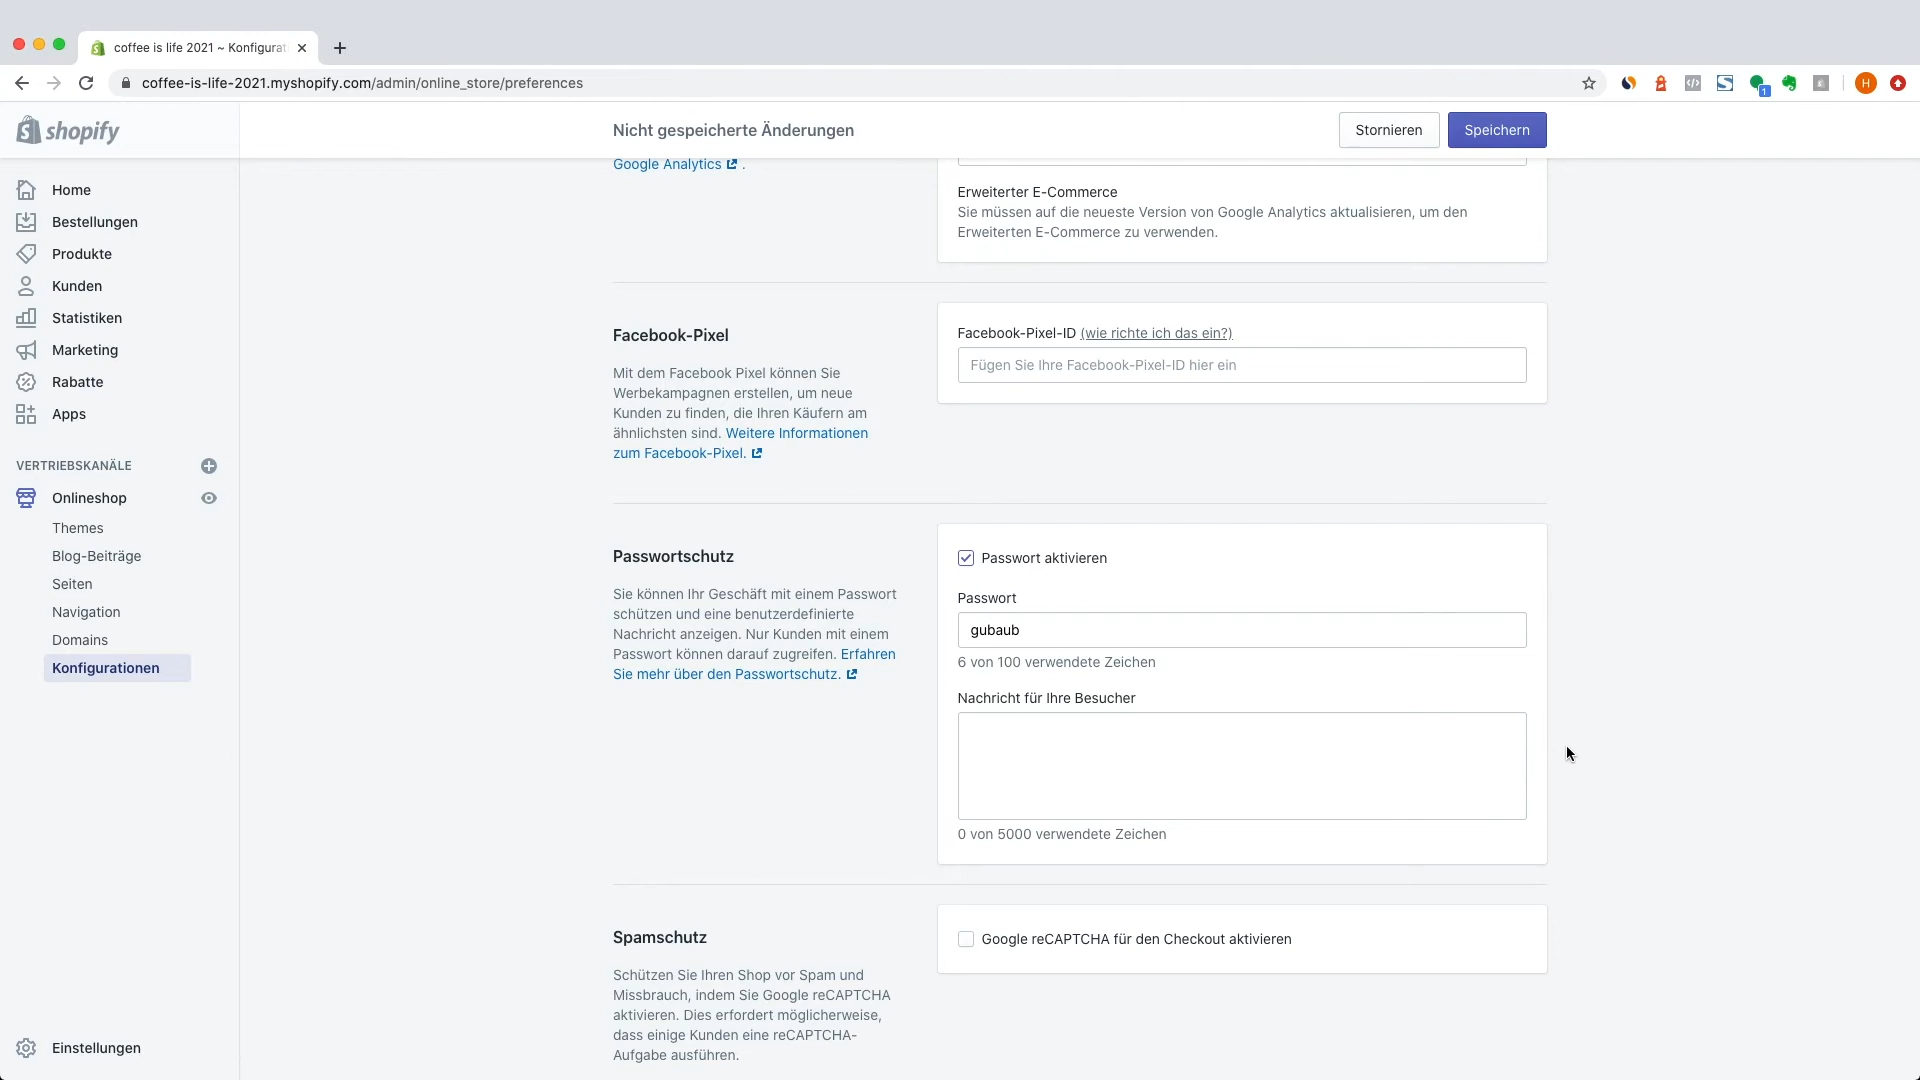 coffee is life 2021 ~ Konfigurati
coffee-is-life-2021.myshopify.com/admin/online_store/preferences
H
1
shopify
Nicht gespeicherte Änderungen
Stornieren
Speichern
Home
Bestellungen
Produkte
Kunden
Statistiken
Marketing
Rabatte
Apps
VERTRIEBSKANÄLE
Onlineshop
Themes
Blog-Beiträge
Seiten
Navigation
Domains
Konfigurationen
Einstellungen
Google Analytics .
Erweiterter E-Commerce
Sie müssen auf die neueste Version von Google Analytics aktualisieren, um den
Erweiterten E-Commerce zu verwenden.
Facebook-Pixel
Mit dem Facebook Pixel können Sie
Werbekampagnen erstellen, um neue
Kunden zu finden, die Ihren Käufern am
ähnlichsten sind. Weitere Informationen
zum Facebook-Pixel.
Facebook-Pixel-ID (wie richte ich das ein?)
Fügen Sie Ihre Facebook-Pixel-ID hier ein
Passwortschutz
Sie können Ihr Geschäft mit einem Passwort
schützen und eine benutzerdefinierte
Nachricht anzeigen. Nur Kunden mit einem
Passwort können darauf zugreifen. Erfahren
Sie mehr über den Passwortschutz.
Passwort aktivieren
Passwort
gubaub
6 von 100 verwendete Zeichen
Nachricht für Ihre Besucher
0 von 5000 verwendete Zeichen
Spamschutz
Schützen Sie Ihren Shop vor Spam und
Missbrauch, indem Sie Google reCAPTCHA
aktivieren. Dies erfordert möglicherweise,
dass einige Kunden eine reCAPTCHA-
Aufgabe ausführen.
Google reCAPTCHA für den Checkout aktivieren